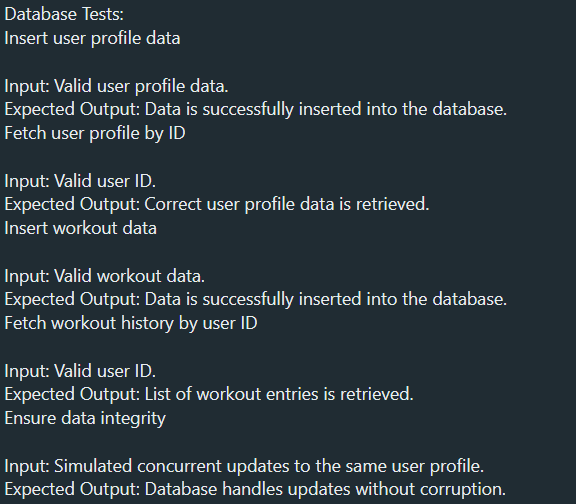 Database Tests:
Insert user profile data
Input: Valid user profile data.
Expected Output: Data is successfully inserted into the database.
Fetch user profile by ID
Input: Valid user ID.
Expected Output: Correct user profile data is retrieved.
Insert workout data
Input: Valid workout data.
Expected Output: Data is successfully inserted into the database.
Fetch workout history by user ID
Input: Valid user ID.
Expected Output: List of workout entries is retrieved.
Ensure data integrity
Input: Simulated concurrent updates to the same user profile.
Expected Output: Database handles updates without corruption.